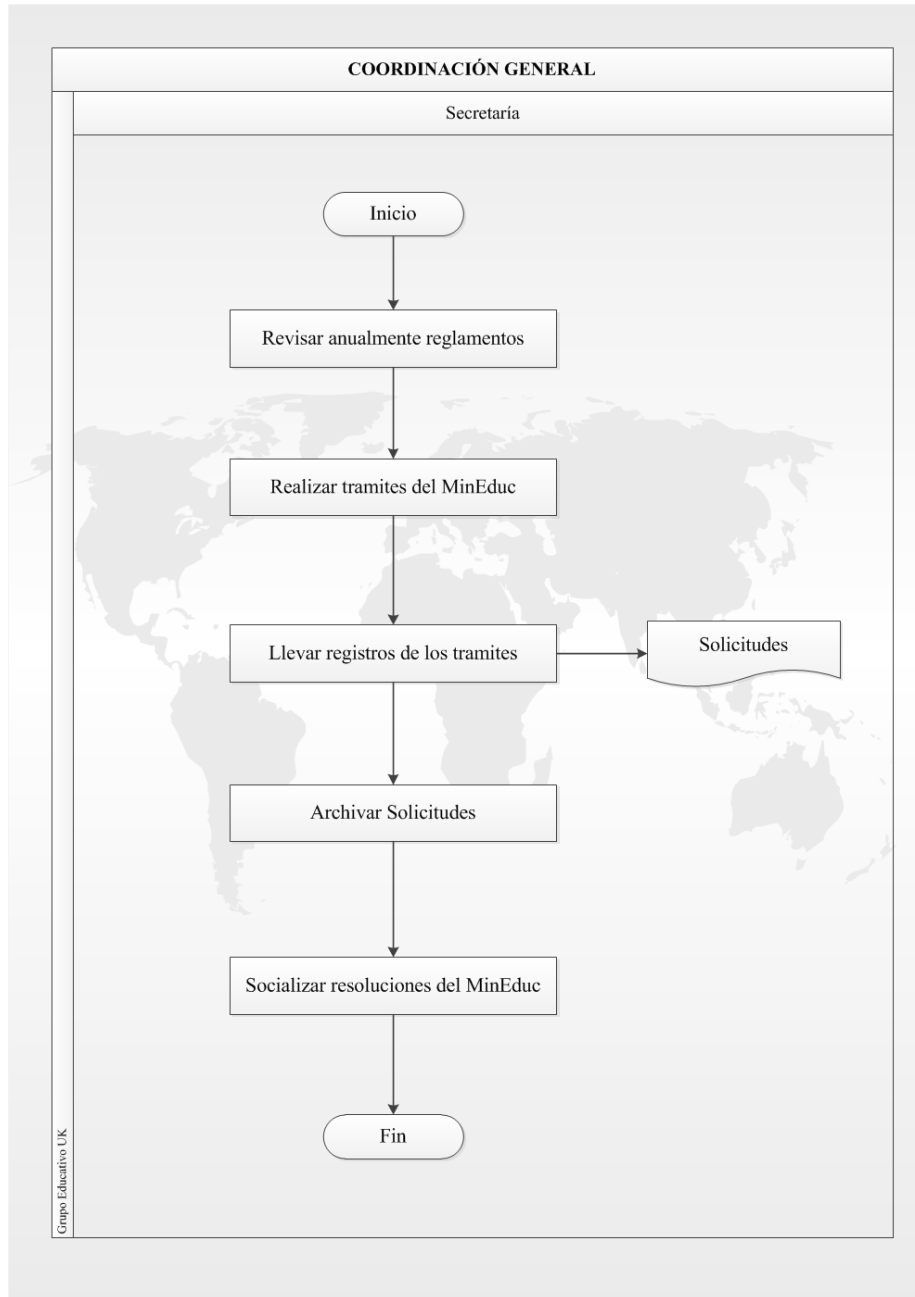 COORDINACIÓN GENERAL
Secretaría
Inicio
Revisar anualmente reglamentos
Realizar tramites del MinEduc
Llevar registros de los tramites
Solicitudes
Archivar Solicitudes
Socializar resoluciones del MinEduc
Fin
Grupo Educativo UK